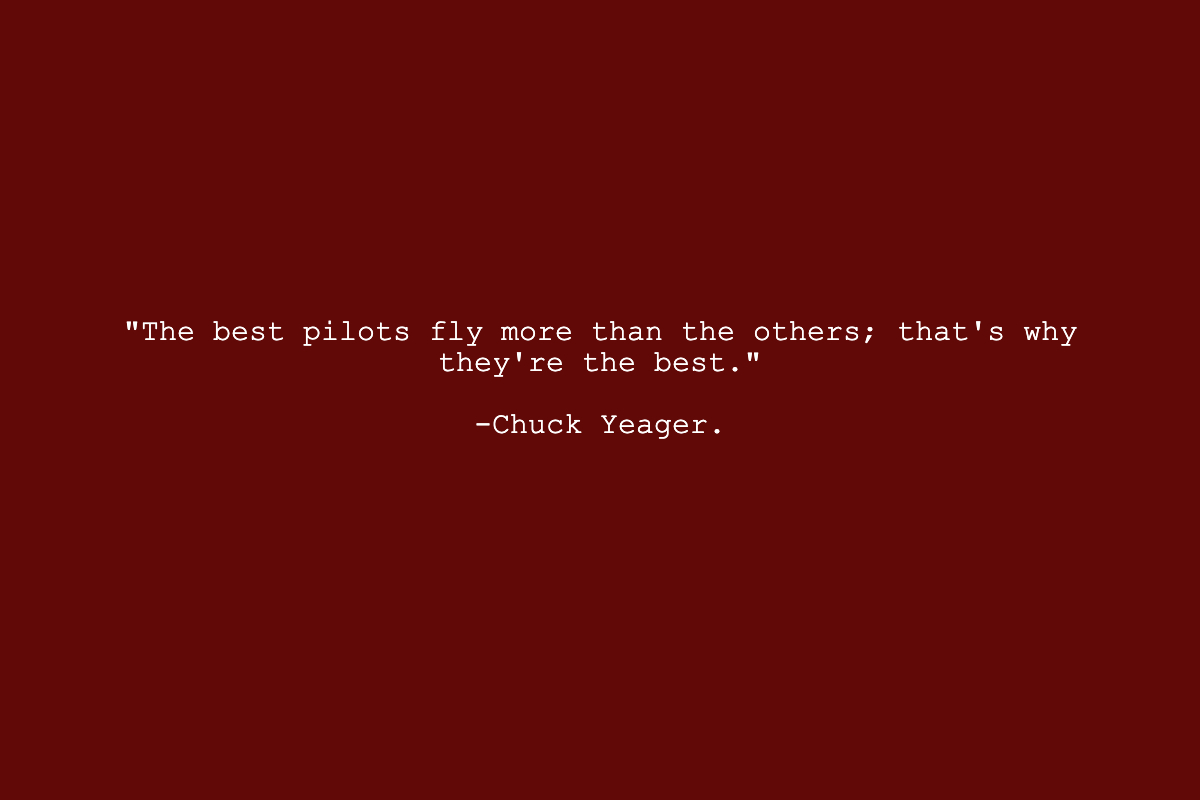 "The best pilots fly more than the others; that's why
they're the best."
-Chuck Yeager.